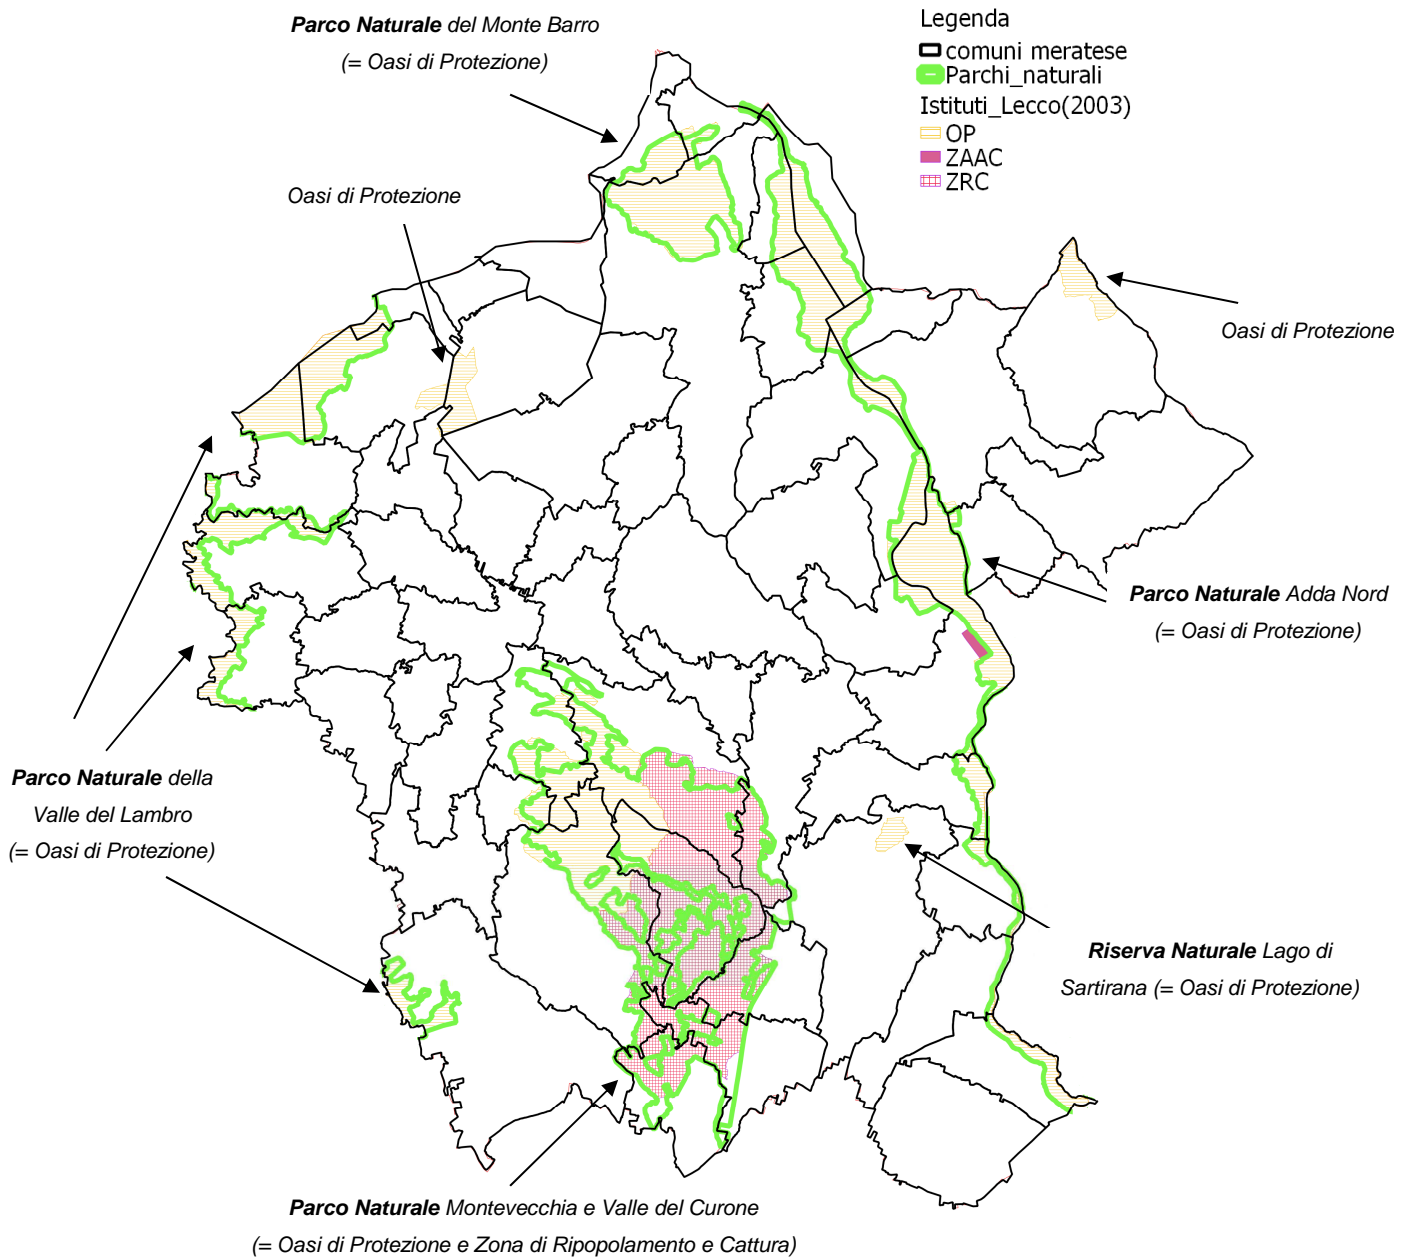 Parco Naturale del Monte Barro
(= Oasi di Protezione)
Legenda
comuni meratese
Parchi_naturali
Istituti_Lecco(2003)
OP
ZAAC
ZRC
Oasi di Protezione
Oasi di Protezione
Parco Naturale Adda Nord
(= Oasi di Protezione)
Parco Naturale della
Valle del Lambro
(= Oasi di Protezione)
Riserva Naturale Lago di
Sartirana (= Oasi di Protezione)
Parco Naturale Montevecchia e Valle del Curone
(= Oasi di Protezione e Zona di Ripopolamento e Cattura)